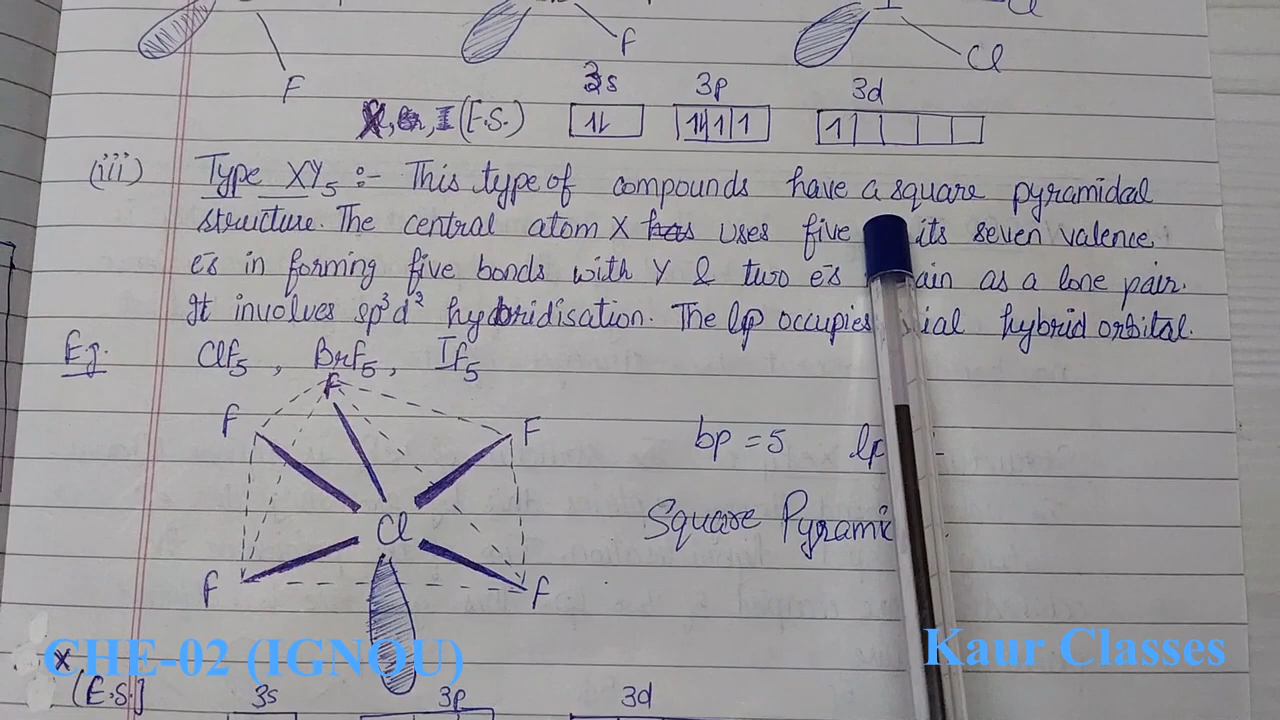 F
F
Cl
Cl
3s 3p 3d
X, Br, I (E.S.)
(iii) Type XY5 :- This type of compounds have a square pyramidal
structure. The central atom X has uses five its seven valence
e's in forming five bonds with Y & two e's ain as a lone pair.
It involves sp3d2 hybridisation. The lp occupies ial hybrid orbital.
E.g. ClF5 , BrF5 , IF5
F
F F
bp = 5 lp
Cl
Square Pyrami
F F
CHE-02 (IGNOU)
Kaur Classes
X
(E.S.) 3s 3p 3d